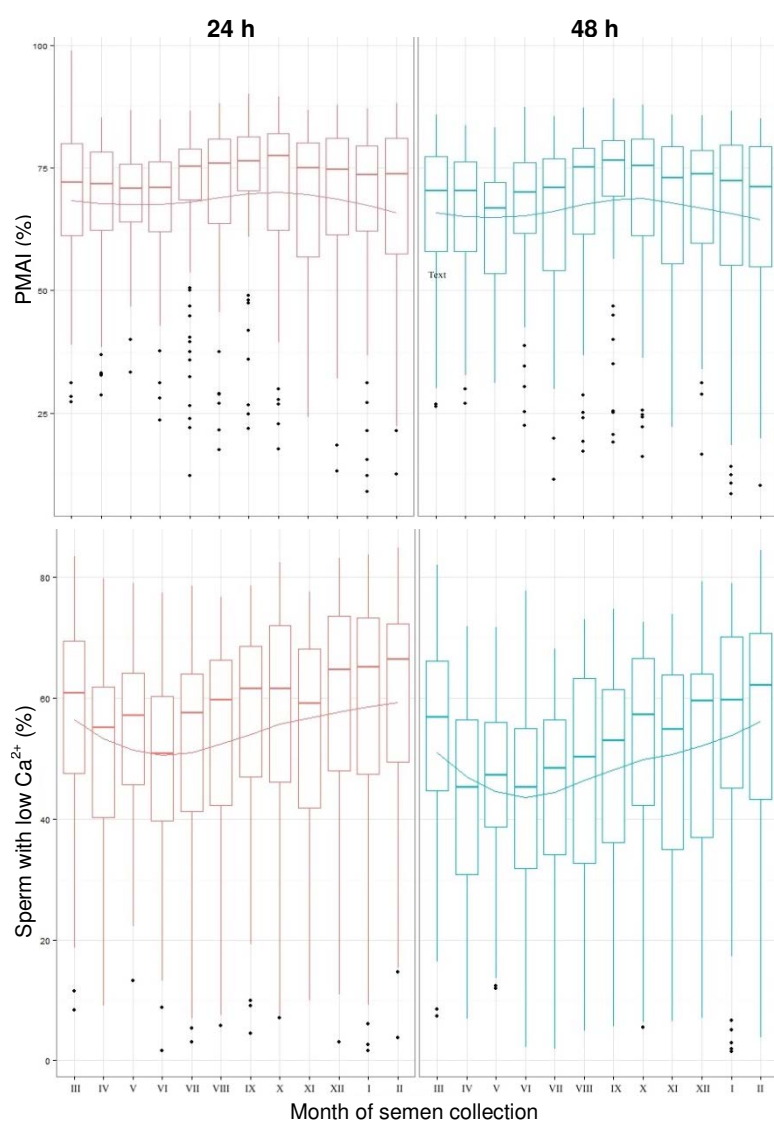 24 h 48 h
100
75
50
25
PMAI (%)
Text
80
60
40
20
0
Sperm with low Ca²⁺ (%)
III IV V VI VII VIII IX X XI XII I II III IV V VI VII VIII IX X XI XII I II
Month of semen collection